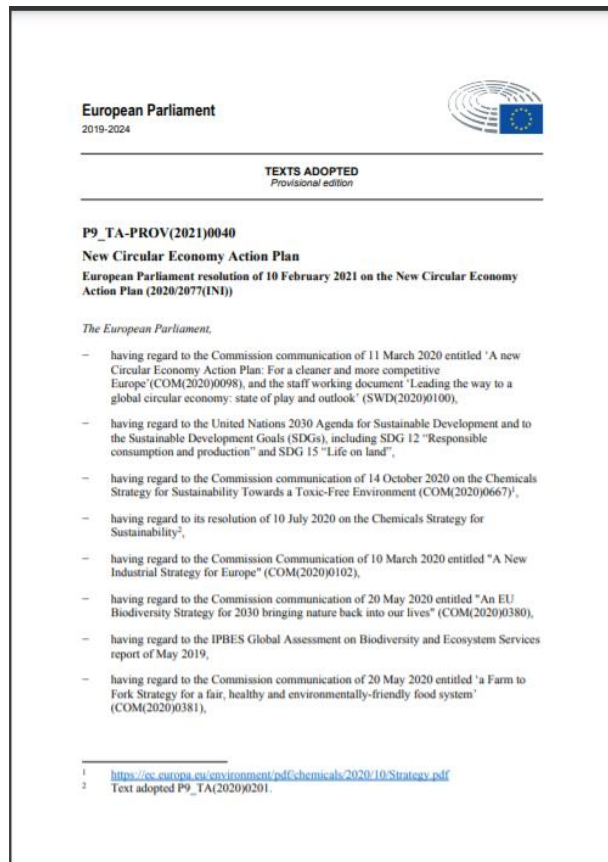 European Parliament
2019-2024
TEXTS ADOPTED
Provisional edition
P9_TA-PROV(2021)0040
New Circular Economy Action Plan
European Parliament resolution of 10 February 2021 on the New Circular Economy
Action Plan (2020/2077(INI))
The European Parliament,
– having regard to the Commission communication of 11 March 2020 entitled ‘A new
Circular Economy Action Plan: For a cleaner and more competitive
Europe’(COM(2020)0098), and the staff working document ‘Leading the way to a
global circular economy: state of play and outlook’ (SWD(2020)0100),
– having regard to the United Nations 2030 Agenda for Sustainable Development and to
the Sustainable Development Goals (SDGs), including SDG 12 “Responsible
consumption and production” and SDG 15 “Life on land”,
– having regard to the Commission communication of 14 October 2020 on the Chemicals
Strategy for Sustainability Towards a Toxic-Free Environment (COM(2020)0667)¹,
– having regard to its resolution of 10 July 2020 on the Chemicals Strategy for
Sustainability²,
– having regard to the Commission Communication of 10 March 2020 entitled "A New
Industrial Strategy for Europe" (COM(2020)0102),
– having regard to the Commission communication of 20 May 2020 entitled "An EU
Biodiversity Strategy for 2030 bringing nature back into our lives" (COM(2020)0380),
– having regard to the IPBES Global Assessment on Biodiversity and Ecosystem Services
report of May 2019,
– having regard to the Commission communication of 20 May 2020 entitled ‘a Farm to
Fork Strategy for a fair, healthy and environmentally-friendly food system’
(COM(2020)0381),
¹ https://ec.europa.eu/environment/pdf/chemicals/2020/10/Strategy.pdf
² Text adopted P9_TA(2020)0201.